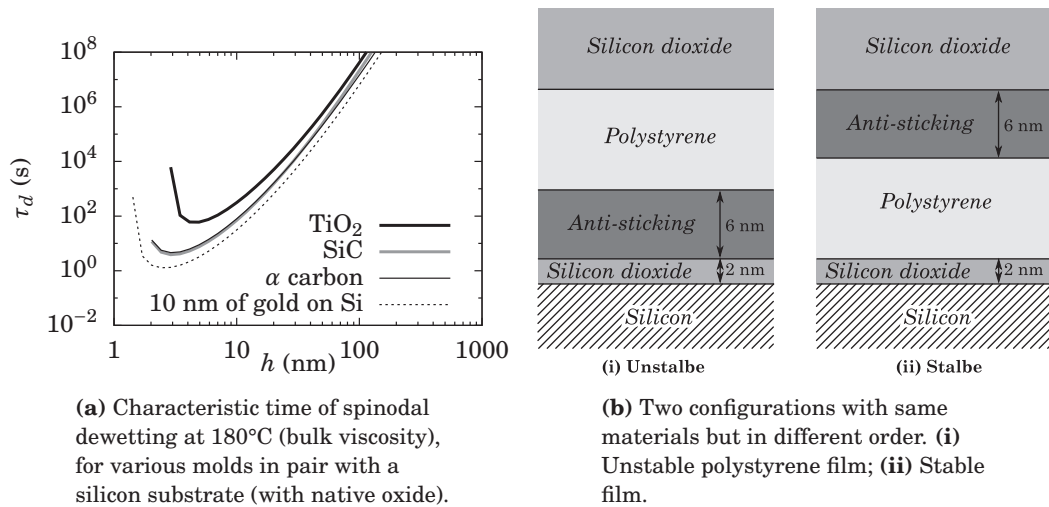 10^8
10^6
10^4
10^2
10^0
10^−2
τd (s)
TiO2
SiC
α carbon
10 nm of gold on Si
1 10 100 1000
h (nm)
(a) Characteristic time of spinodal
dewetting at 180°C (bulk viscosity),
for various molds in pair with a
silicon substrate (with native oxide).
Silicon dioxide
Polystyrene
Anti-sticking 6 nm
Silicon dioxide 2 nm
Silicon
(i) Unstalbe
Silicon dioxide
Anti-sticking 6 nm
Polystyrene
Silicon dioxide 2 nm
Silicon
(ii) Stalbe
(b) Two configurations with same
materials but in different order. (i)
Unstable polystyrene film; (ii) Stable
film.